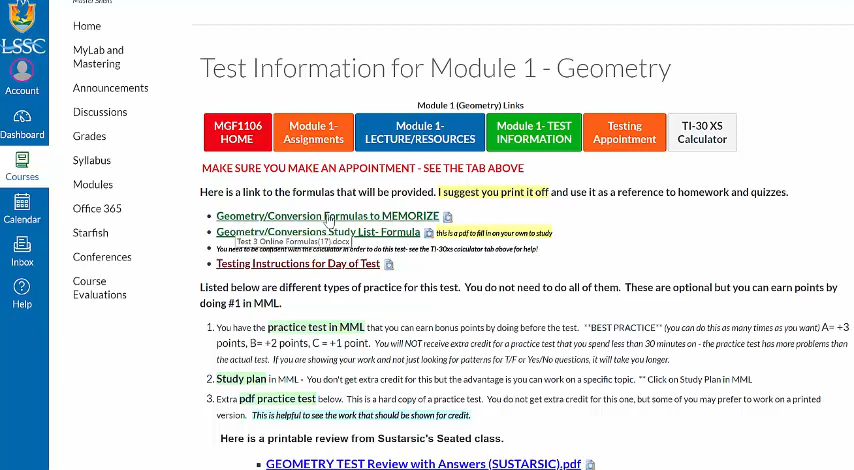 Master Shells
LSSC
Account
Dashboard
Courses
Calendar
Inbox
Help
Home
MyLab and
Mastering
Announcements
Discussions
Grades
Syllabus
Modules
Office 365
Starfish
Conferences
Course
Evaluations
Test Information for Module 1 - Geometry
Module 1 (Geometry) Links
MGF1106
HOME
Module 1-
Assignments
Module 1-
LECTURE/RESOURCES
Module 1- TEST
INFORMATION
Testing
Appointment
TI-30 XS
Calculator
MAKE SURE YOU MAKE AN APPOINTMENT - SEE THE TAB ABOVE
Here is a link to the formulas that will be provided. I suggest you print it off and use it as a reference to homework and quizzes.
• Geometry/Conversion Formulas to MEMORIZE
• Geometry/Conversions Study List- Formula this is a pdf to fill in on your own to study
Test 3 Online Formulas(17).docx
• You need to be confident with the calculator in order to do this test- see the TI-30xs calculator tab above for help!
• Testing Instructions for Day of Test
Listed below are different types of practice for this test. You do not need to do all of them. These are optional but you can earn points by
doing #1 in MML.
1. You have the practice test in MML that you can earn bonus points by doing before the test. **BEST PRACTICE** (you can do this as many times as you want) A= +3
points, B= +2 points, C = +1 point. You will NOT receive extra credit for a practice test that you spend less than 30 minutes on - the practice test has more problems than
the actual test. If you are showing your work and not just looking for patterns for T/F or Yes/No questions, it will take you longer.
2. Study plan in MML - You don't get extra credit for this but the advantage is you can work on a specific topic. ** Click on Study Plan in MML
3. Extra pdf practice test below. This is a hard copy of a practice test. You do not get extra credit for this one, but some of you may prefer to work on a printed
version. This is helpful to see the work that should be shown for credit.
Here is a printable review from Sustarsic's Seated class.
▪ GEOMETRY TEST Review with Answers (SUSTARSIC).pdf